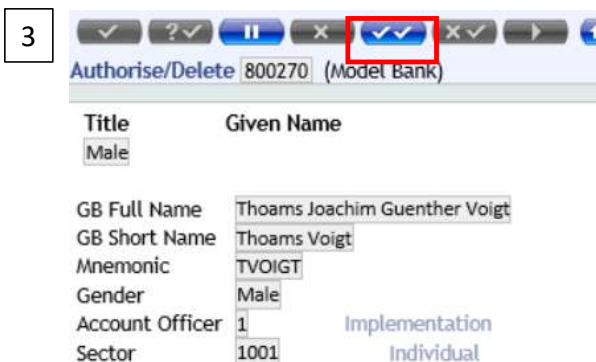 3
Authorise/Delete 800270 (Model Bank)
Title Given Name
Male
GB Full Name Thoams Joachim Guenther Voigt
GB Short Name Thoams Voigt
Mnemonic TVOIGT
Gender Male
Account Officer 1 Implementation
Sector 1001 Individual